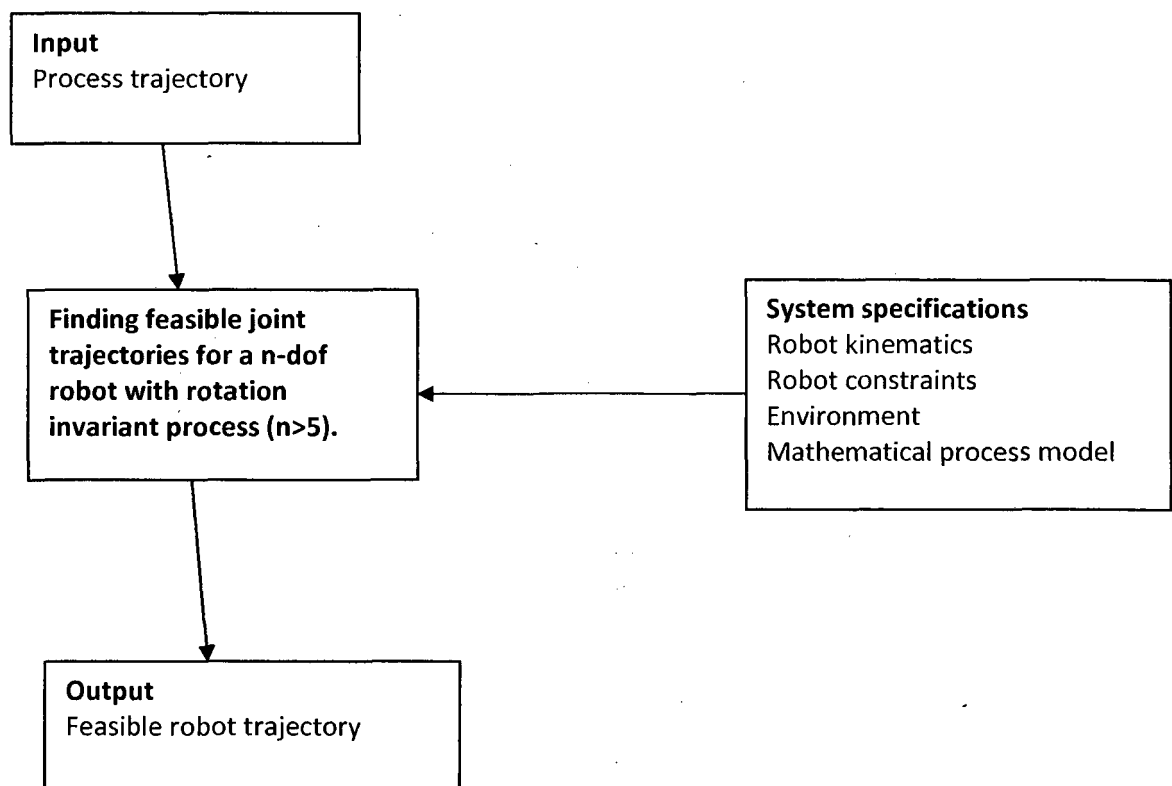 Input
Process trajectory
Finding feasible joint
trajectories for a n-dof
robot with rotation
invariant process (n>5).
System specifications
Robot kinematics
Robot constraints
Environment
Mathematical process model
Output
Feasible robot trajectory